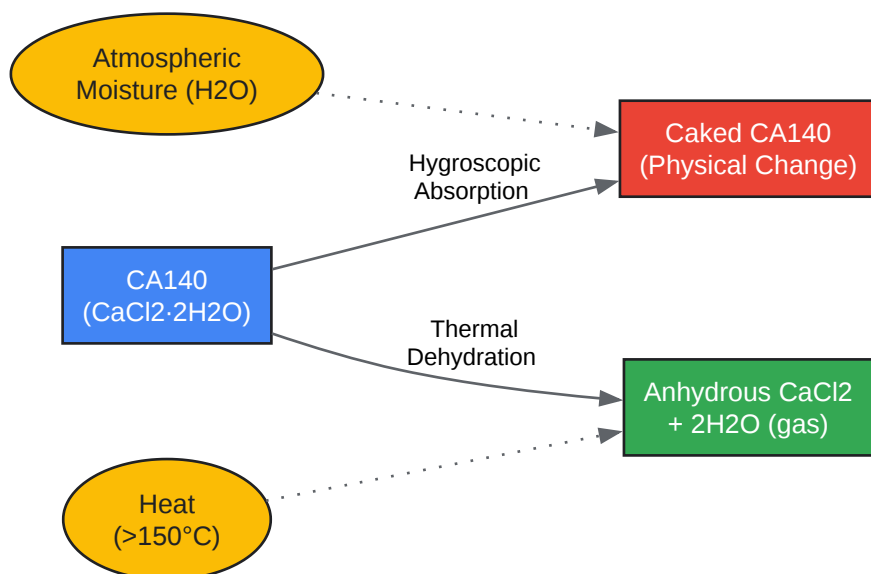 Atmospheric
Moisture (H2O)
Caked CA140
(Physical Change)
Hygroscopic
Absorption
CA140
(CaCl2·2H2O)
Thermal
Dehydration
Anhydrous CaCl2
+ 2H2O (gas)
Heat
(>150°C)